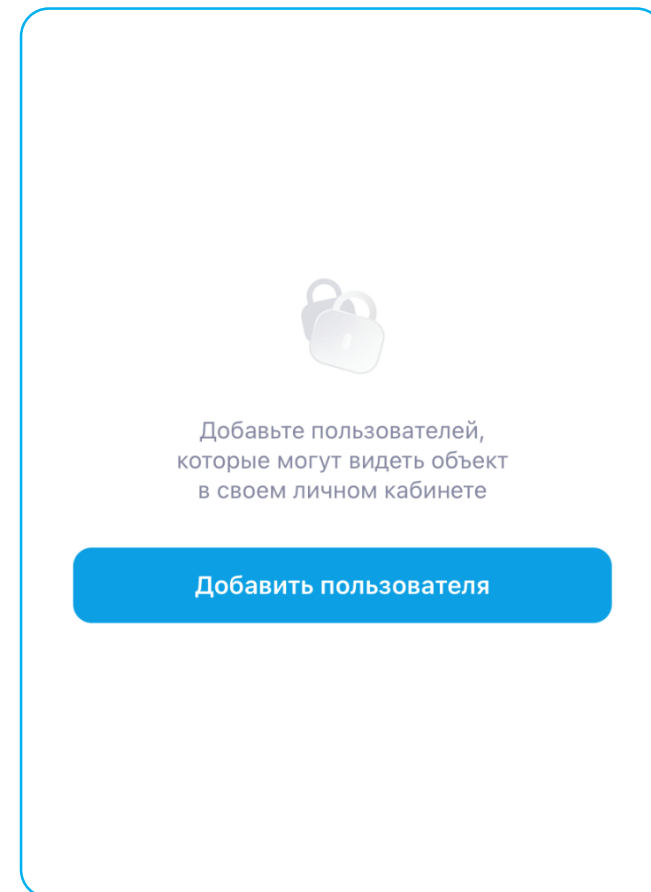 Добавьте пользователей,
которые могут видеть объект
в своем личном кабинете
Добавить пользователя